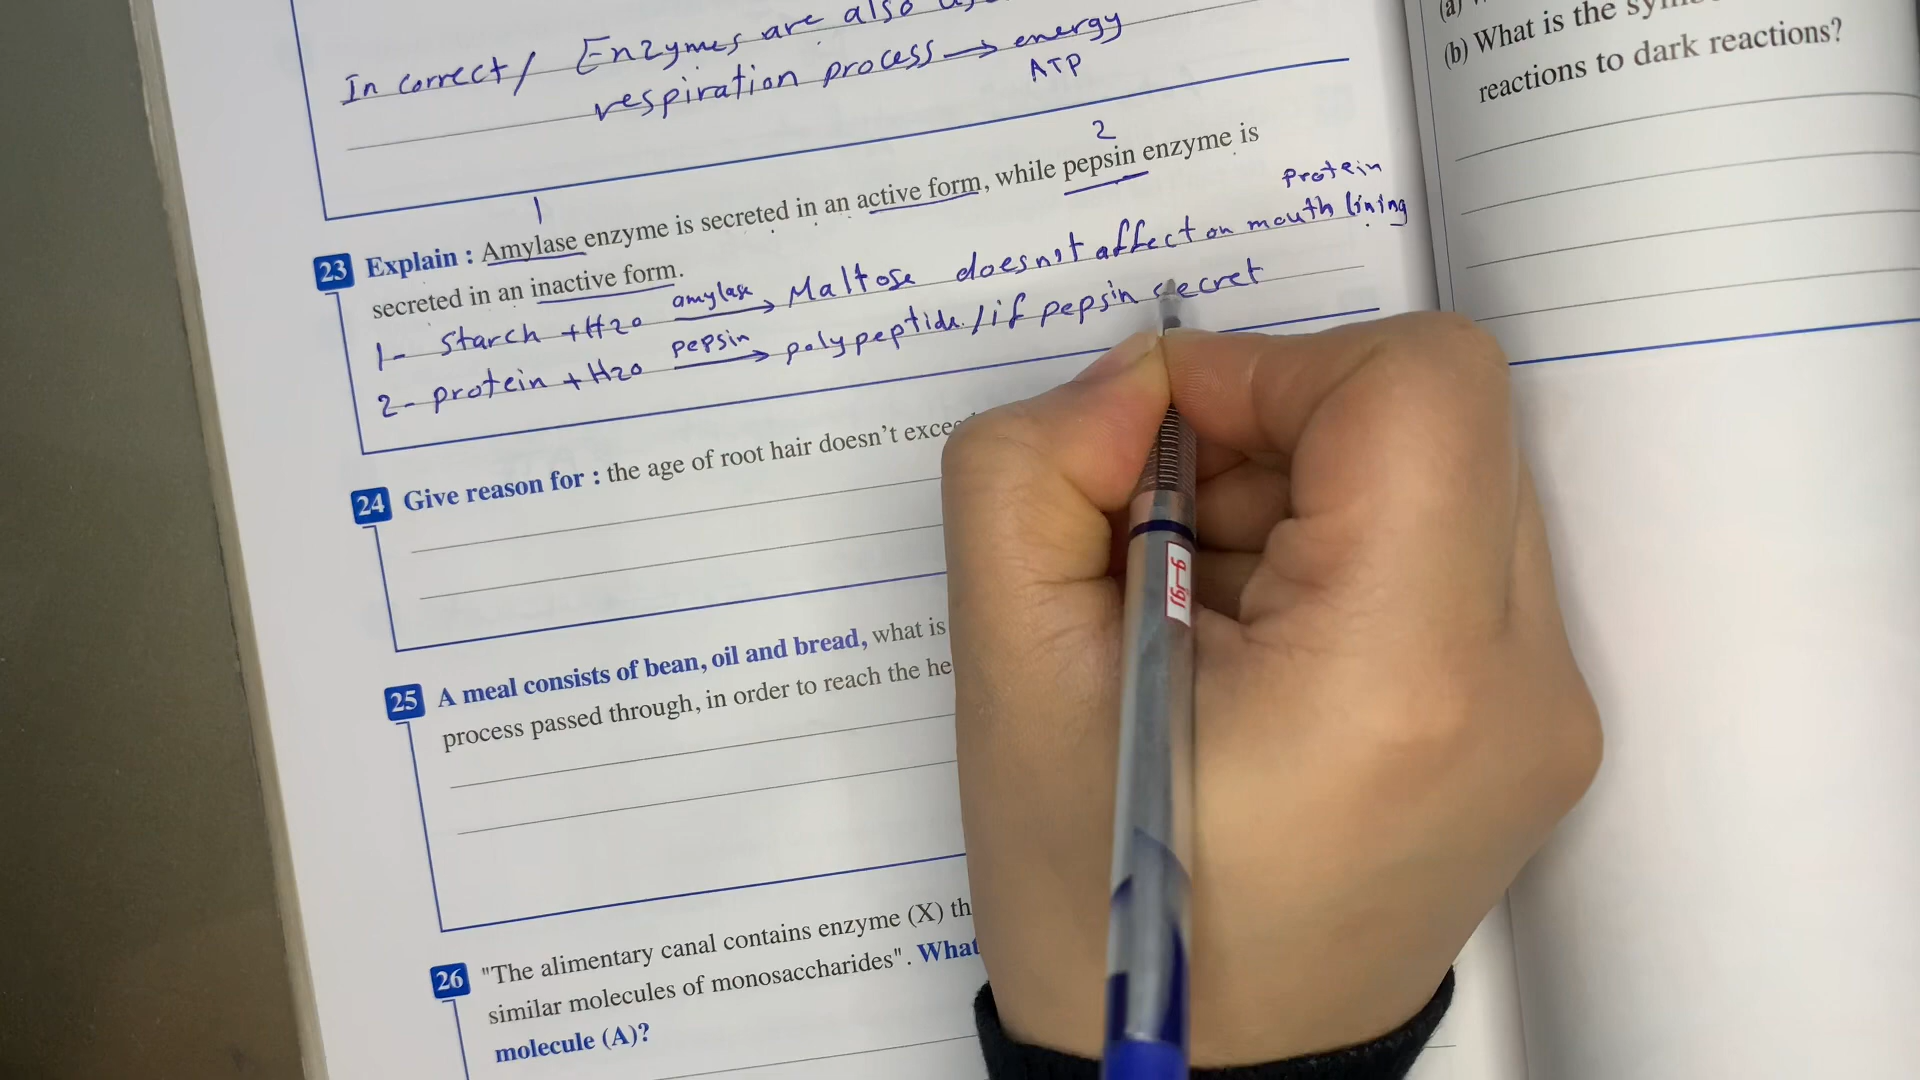 In correct / Enzymes are also
respiration process → energy
ATP
2
1
23 Explain : Amylase enzyme is secreted in an active form, while pepsin enzyme is
secreted in an inactive form.
protein
1- Starch + H2O amylase → Maltose doesn't affect on mouth lining
2- protein + H2O pepsin → polypeptide. / if pepsin secret
24 Give reason for : the age of root hair doesn't
25 A meal consists of bean, oil and bread, what is
process passed through, in order to reach the
26 "The alimentary canal contains enzyme (X)
similar molecules of monosaccharides". What
molecule (A)?
(a)
(b) What is the
reactions to dark reactions?